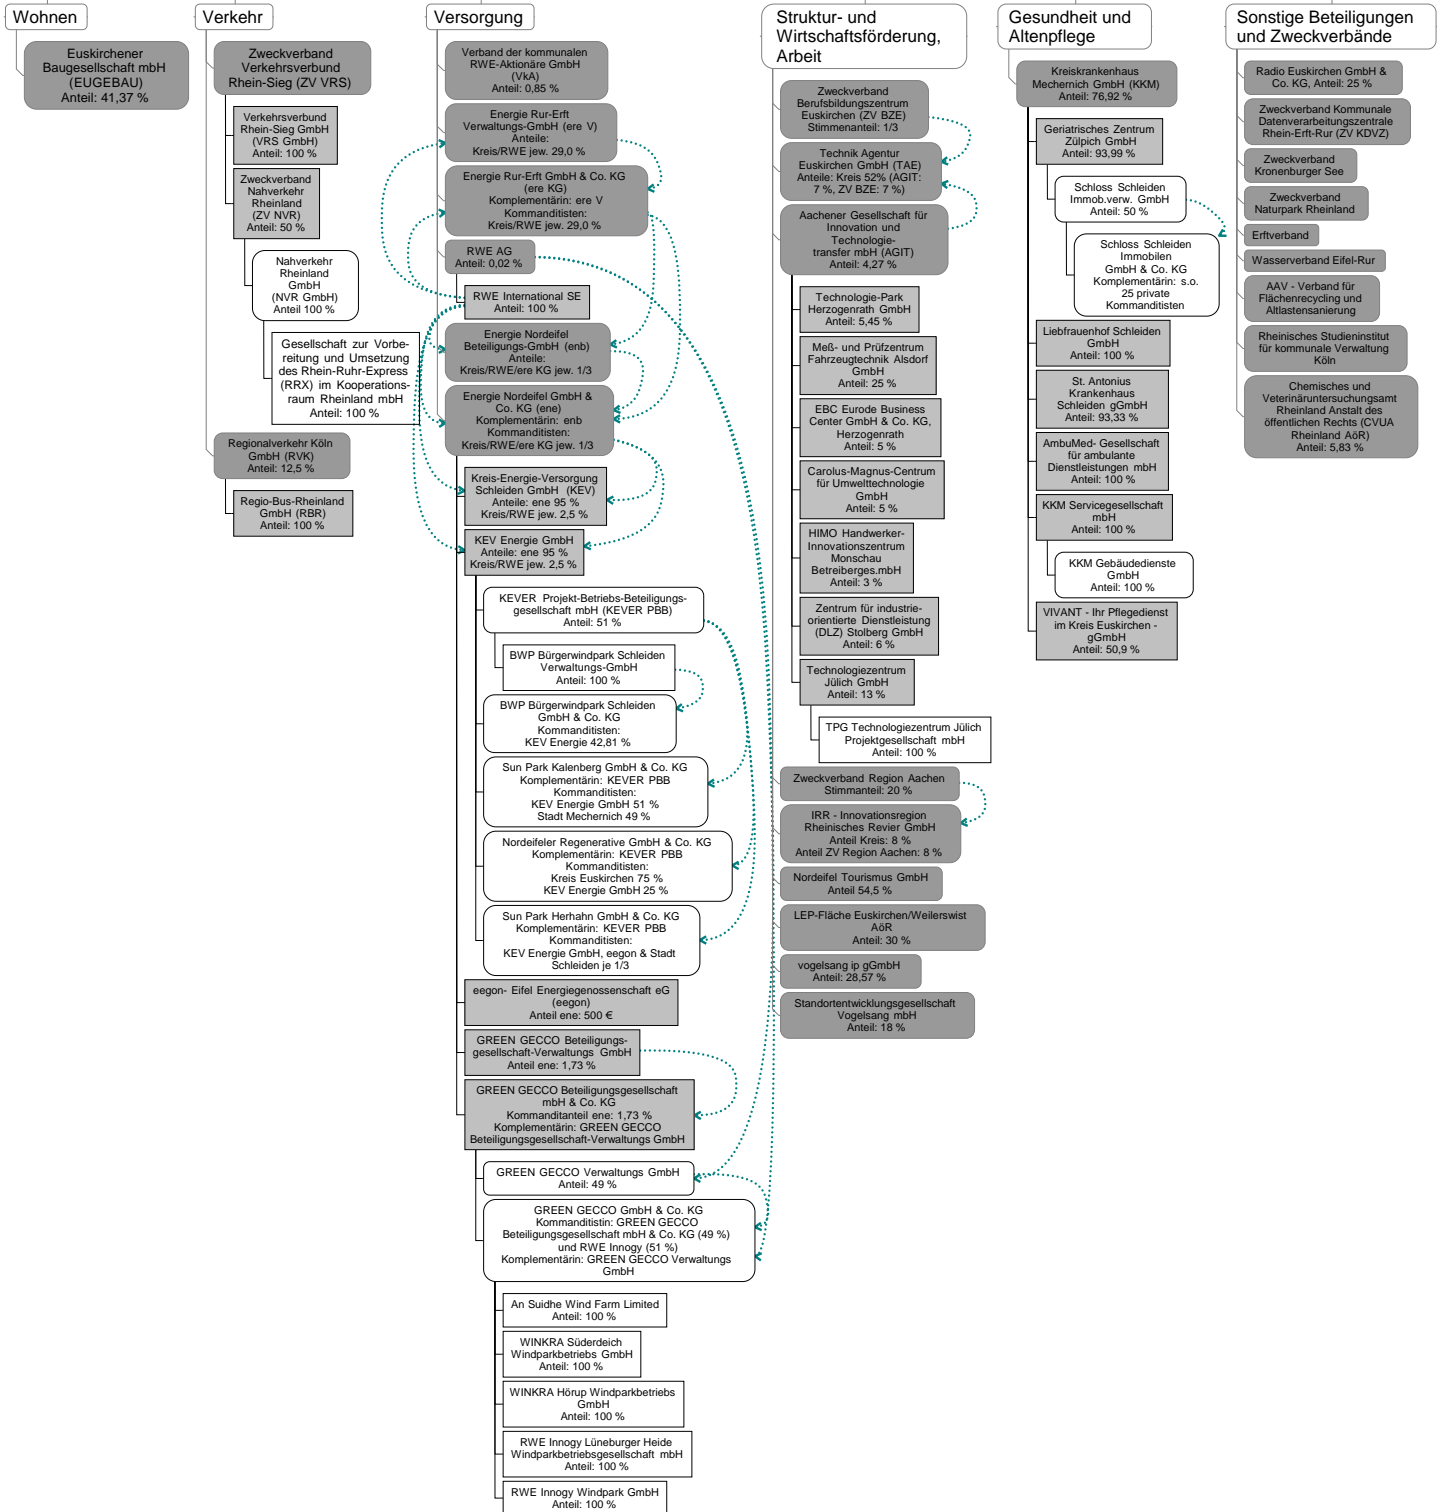 Wohnen
Euskirchener
Baugesellschaft mbH
(EUGEBAU)
Anteil: 41,37 %
Verkehr
Zweckverband
Verkehrsverbund
Rhein-Sieg (ZV VRS)
Verkehrsverbund
Rhein-Sieg GmbH
(VRS GmbH)
Anteil: 100 %
Zweckverband
Nahverkehr
Rheinland
(ZV NVR)
Anteil: 50 %
Nahverkehr
Rheinland
GmbH
(NVR GmbH)
Anteil 100 %
Gesellschaft zur Vorbe-
reitung und Umsetzung
des Rhein-Ruhr-Express
(RRX) im Kooperations-
raum Rheinland mbH
Anteil: 100 %
Regionalverkehr Köln
GmbH (RVK)
Anteil: 12,5 %
Regio-Bus-Rheinland
GmbH (RBR)
Anteil: 100 %
Versorgung
Verband der kommunalen
RWE-Aktionäre GmbH
(VkA)
Anteil: 0,85 %
Energie Rur-Erft
Verwaltungs-GmbH (ere V)
Anteile:
Kreis/RWE jew. 29,0 %
Energie Rur-Erft GmbH & Co. KG
(ere KG)
Komplementärin: ere V
Kommanditisten:
Kreis/RWE jew. 29,0 %
RWE AG
Anteil: 0,02 %
RWE International SE
Anteil: 100 %
Energie Nordeifel
Beteiligungs-GmbH (enb)
Anteile:
Kreis/RWE/ere KG jew. 1/3
Energie Nordeifel GmbH &
Co. KG (ene)
Komplementärin: enb
Kommanditisten:
Kreis/RWE/ere KG jew. 1/3
Kreis-Energie-Versorgung
Schleiden GmbH (KEV)
Anteile: ene 95 %
Kreis/RWE jew. 2,5 %
KEV Energie GmbH
Anteile: ene 95 %
Kreis/RWE jew. 2,5 %
KEVER Projekt-Betriebs-Beteiligungs-
gesellschaft mbH (KEVER PBB)
Anteil: 51 %
BWP Bürgerwindpark Schleiden
Verwaltungs-GmbH
Anteil: 100 %
BWP Bürgerwindpark Schleiden
GmbH & Co. KG
Kommanditisten:
KEV Energie 42,81 %
Sun Park Kalenberg GmbH & Co. KG
Komplementärin: KEVER PBB
Kommanditisten:
KEV Energie GmbH 51 %
Stadt Mechernich 49 %
Nordeifeler Regenerative GmbH & Co. KG
Komplementärin: KEVER PBB
Kommanditisten:
Kreis Euskirchen 75 %
KEV Energie GmbH 25 %
Sun Park Herhahn GmbH & Co. KG
Komplementärin: KEVER PBB
Kommanditisten:
KEV Energie GmbH, eegon & Stadt
Schleiden je 1/3
eegon- Eifel Energiegenossenschaft eG
(eegon)
Anteil ene: 500 €
GREEN GECCO Beteiligungs-
gesellschaft-Verwaltungs GmbH
Anteil ene: 1,73 %
GREEN GECCO Beteiligungsgesellschaft
mbH & Co. KG
Kommanditanteil ene: 1,73 %
Komplementärin: GREEN GECCO
Beteiligungsgesellschaft-Verwaltungs GmbH
GREEN GECCO Verwaltungs GmbH
Anteil: 49 %
GREEN GECCO GmbH & Co. KG
Kommanditistin: GREEN GECCO
Beteiligungsgesellschaft mbH & Co. KG (49 %)
und RWE Innogy (51 %)
Komplementärin: GREEN GECCO Verwaltungs
GmbH
An Suidhe Wind Farm Limited
Anteil: 100 %
WINKRA Süderdeich
Windparkbetriebs GmbH
Anteil: 100 %
WINKRA Hörup Windparkbetriebs
GmbH
Anteil: 100 %
RWE Innogy Lüneburger Heide
Windparkbetriebsgesellschaft mbH
Anteil: 100 %
RWE Innogy Windpark GmbH
Anteil: 100 %
Struktur- und
Wirtschaftsförderung,
Arbeit
Zweckverband
Berufsbildungszentrum
Euskirchen (ZV BZE)
Stimmenanteil: 1/3
Technik Agentur
Euskirchen GmbH (TAE)
Anteile: Kreis 52% (AGIT:
7 %, ZV BZE: 7 %)
Aachener Gesellschaft für
Innovation und
Technologie-
transfer mbH (AGIT)
Anteil: 4,27 %
Technologie-Park
Herzogenrath GmbH
Anteil: 5,45 %
Meß- und Prüfzentrum
Fahrzeugtechnik Alsdorf
GmbH
Anteil: 25 %
EBC Eurode Business
Center GmbH & Co. KG,
Herzogenrath
Anteil: 5 %
Carolus-Magnus-Centrum
für Umwelttechnologie
GmbH
Anteil: 5 %
HIMO Handwerker-
Innovationszentrum
Monschau
Betreiberges.mbH
Anteil: 3 %
Zentrum für industrie-
orientierte Dienstleistung
(DLZ) Stolberg GmbH
Anteil: 6 %
Technologiezentrum
Jülich GmbH
Anteil: 13 %
TPG Technologiezentrum Jülich
Projektgesellschaft mbH
Anteil: 100 %
Zweckverband Region Aachen
Stimmanteil: 20 %
IRR - Innovationsregion
Rheinisches Revier GmbH
Anteil Kreis: 8 %
Anteil ZV Region Aachen: 8 %
Nordeifel Tourismus GmbH
Anteil 54,5 %
LEP-Fläche Euskirchen/Weilerswist
AöR
Anteil: 30 %
vogelsang ip gGmbH
Anteil: 28,57 %
Standortentwicklungsgesellschaft
Vogelsang mbH
Anteil: 18 %
Gesundheit und
Altenpflege
Kreiskrankenhaus
Mechernich GmbH (KKM)
Anteil: 76,92 %
Geriatrisches Zentrum
Zülpich GmbH
Anteil: 93,99 %
Schloss Schleiden
Immob.verw. GmbH
Anteil: 50 %
Schloss Schleiden
Immobilen
GmbH & Co. KG
Komplementärin: s.o.
25 private
Kommanditisten
Liebfrauenhof Schleiden
GmbH
Anteil: 100 %
St. Antonius
Krankenhaus
Schleiden gGmbH
Anteil: 93,33 %
AmbuMed- Gesellschaft
für ambulante
Dienstleistungen mbH
Anteil: 100 %
KKM Servicegesellschaft
mbH
Anteil: 100 %
KKM Gebäudedienste
GmbH
Anteil: 100 %
VIVANT - Ihr Pflegedienst
im Kreis Euskirchen -
gGmbH
Anteil: 50,9 %
Sonstige Beteiligungen
und Zweckverbände
Radio Euskirchen GmbH &
Co. KG, Anteil: 25 %
Zweckverband Kommunale
Datenverarbeitungszentrale
Rhein-Erft-Rur (ZV KDVZ)
Zweckverband
Kronenburger See
Zweckverband
Naturpark Rheinland
Erftverband
Wasserverband Eifel-Rur
AAV - Verband für
Flächenrecycling und
Altlastensanierung
Rheinisches Studieninstitut
für kommunale Verwaltung
Köln
Chemisches und
Veterinäruntersuchungsamt
Rheinland Anstalt des
öffentlichen Rechts (CVUA
Rheinland AöR)
Anteil: 5,83 %